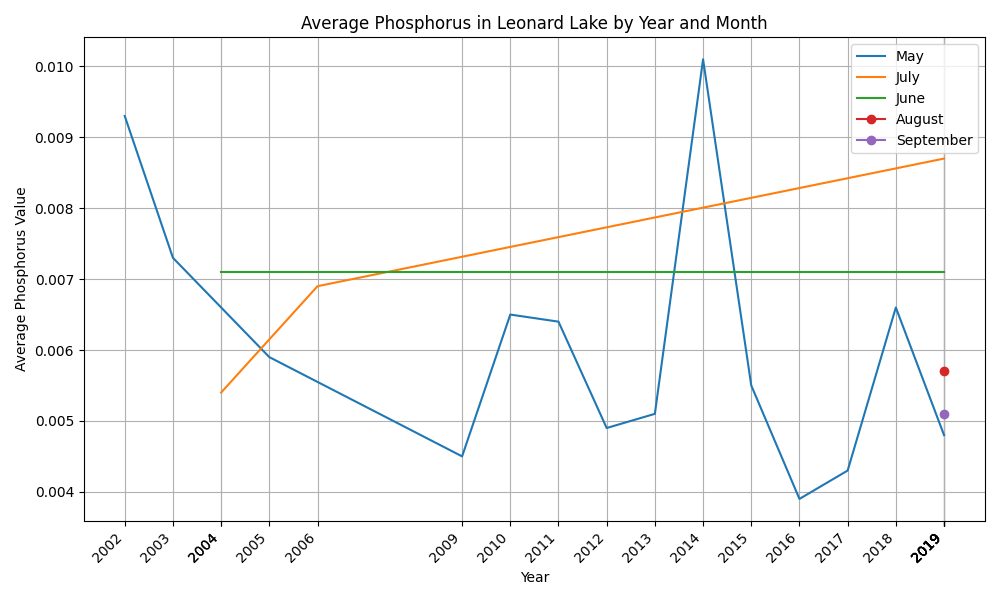 Average Phosphorus in Leonard Lake by Year and Month
May
July
June
August
September
Average Phosphorus Value
0.010
0.009
0.008
0.007
0.006
0.005
0.004
2002 2003 2004 2005 2006 2009 2010 2011 2012 2013 2014 2015 2016 2017 2018 2019
Year